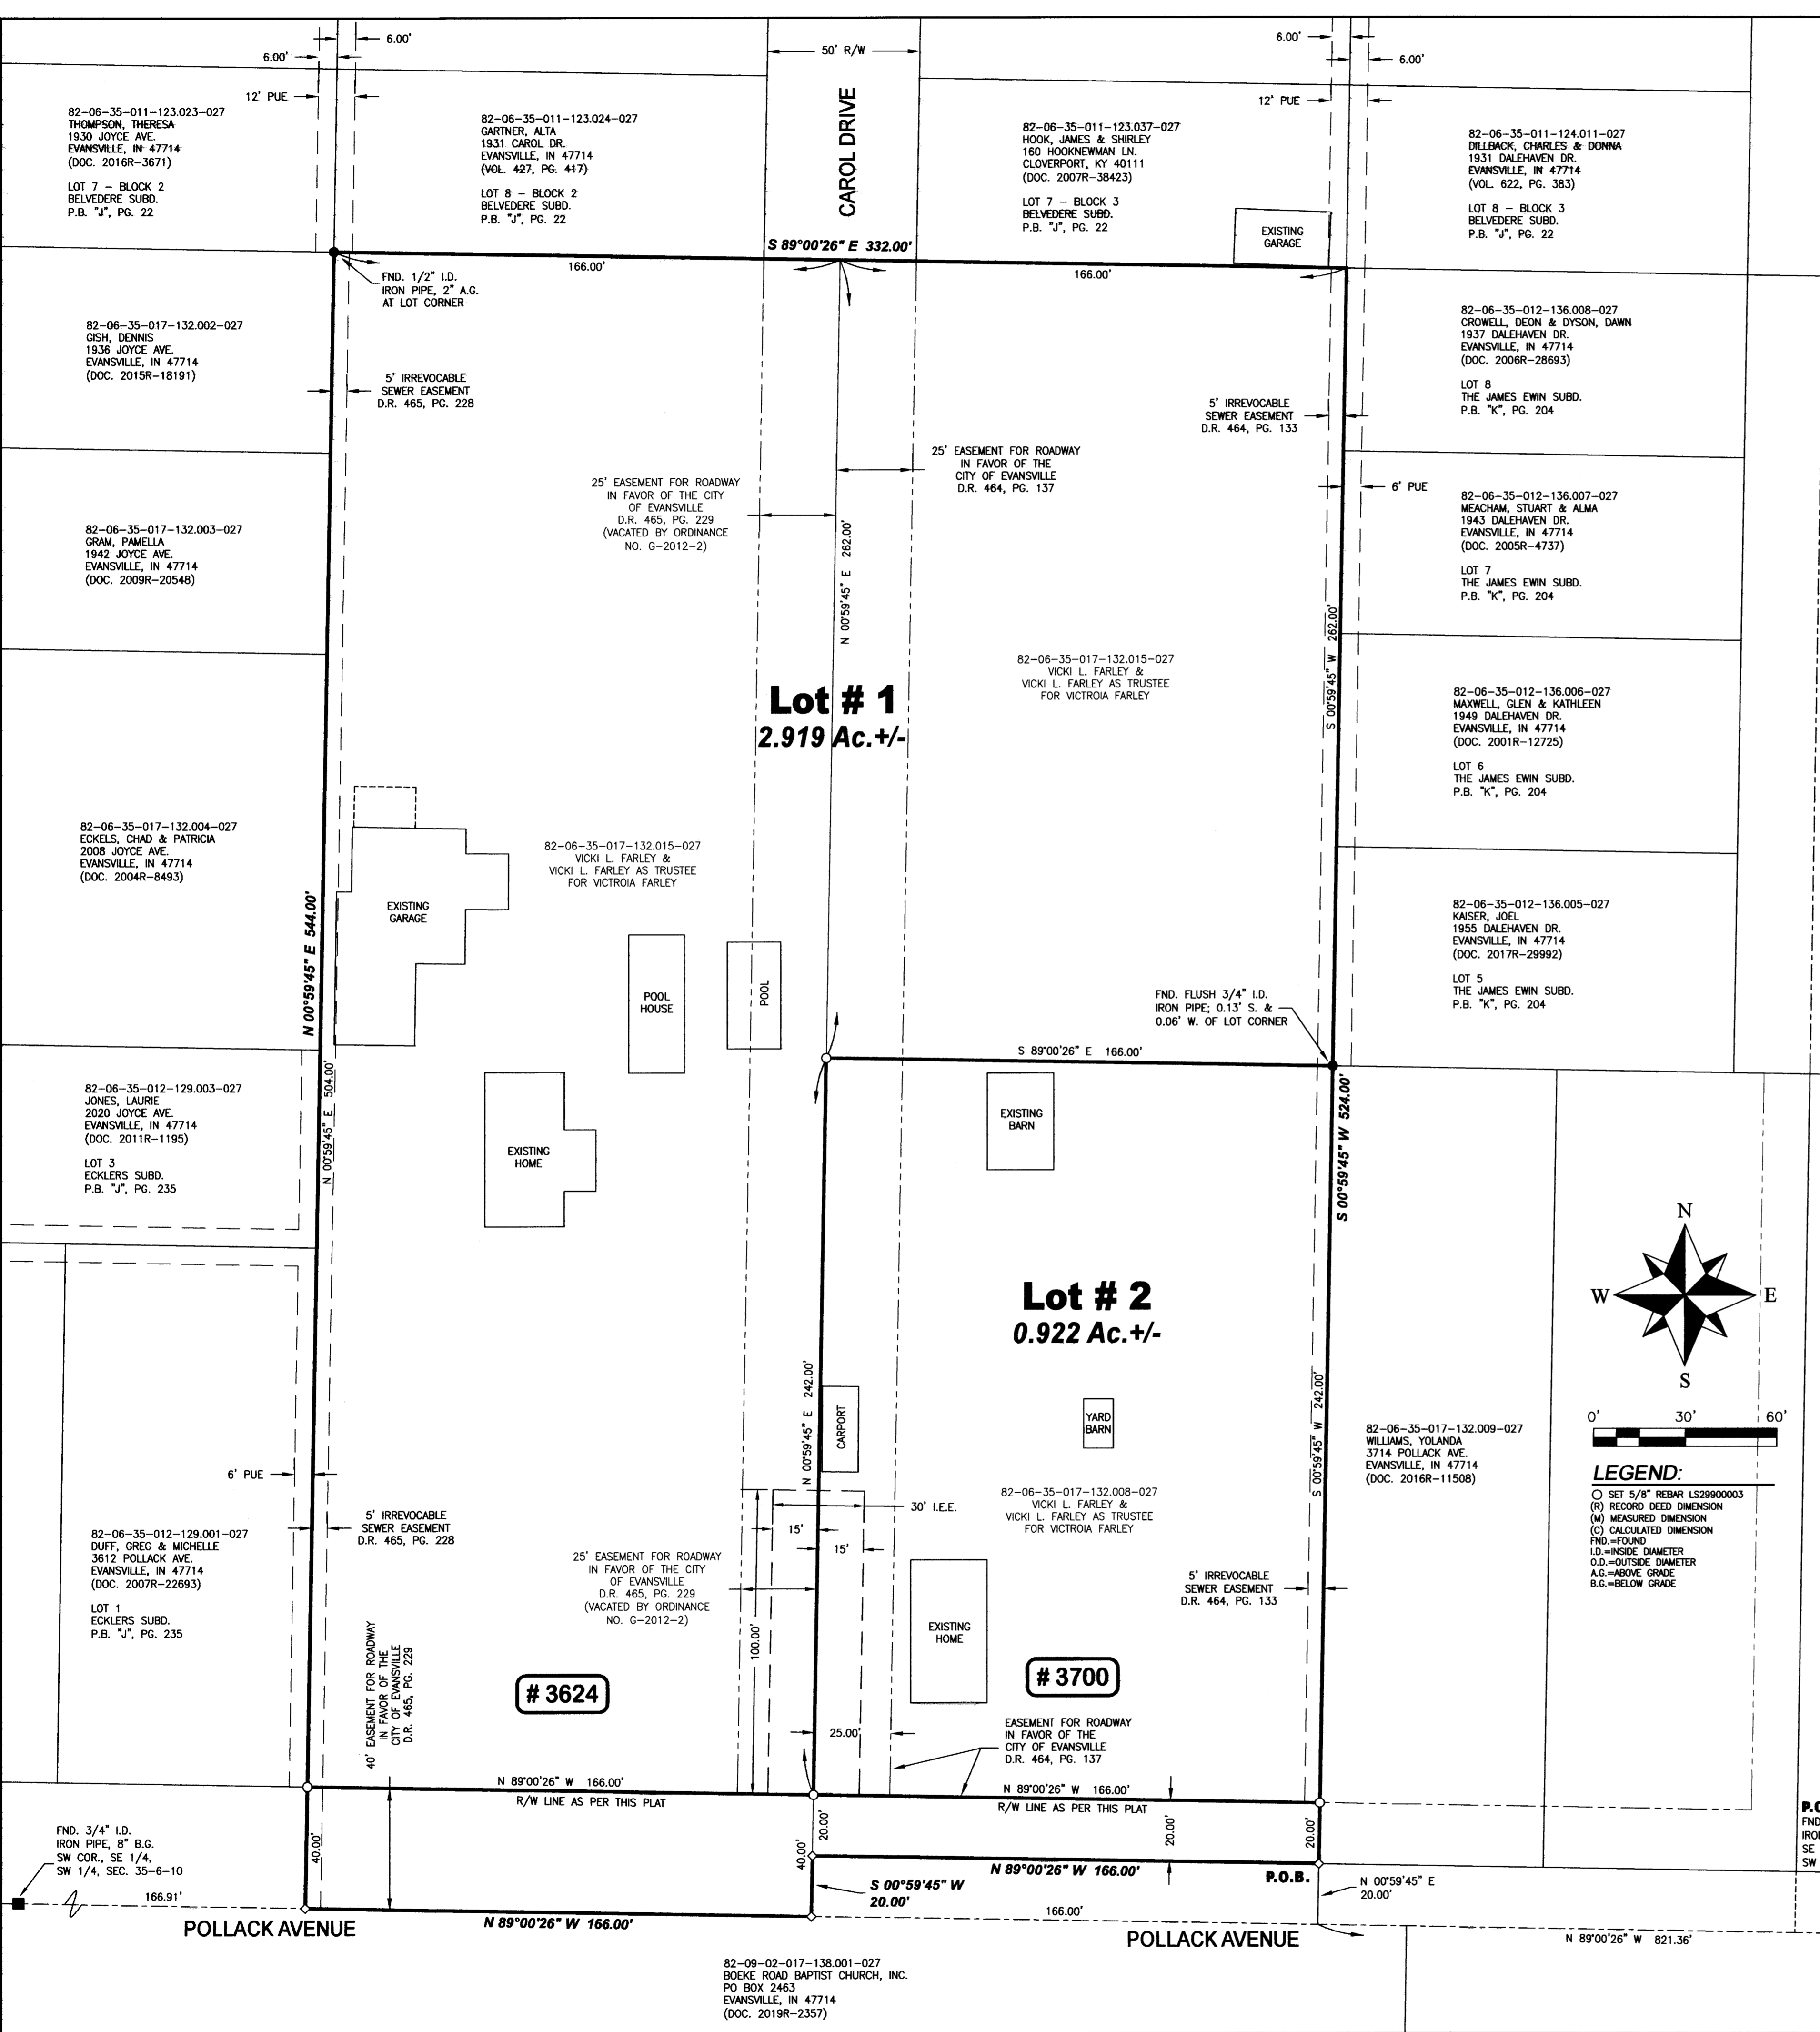 6.00'
6.00'
50' R/W
6.00'
6.00'
12' PUE
12' PUE
CAROL DRIVE
82-06-35-011-123.023-027
THOMPSON, THERESA
1930 JOYCE AVE.
EVANSVILLE, IN 47714
(DOC. 2016R-3671)
LOT 7 - BLOCK 2
BELVEDERE SUBD.
P.B. "J", PG. 22
82-06-35-011-123.024-027
GARTNER, ALTA
1931 CAROL DR.
EVANSVILLE, IN 47714
(VOL. 427, PG. 417)
LOT 8 - BLOCK 2
BELVEDERE SUBD.
P.B. "J", PG. 22
82-06-35-011-123.037-027
HOOK, JAMES & SHIRLEY
160 HOOKNEWMAN LN.
CLOVERPORT, KY 40111
(DOC. 2007R-38423)
LOT 7 - BLOCK 3
BELVEDERE SUBD.
P.B. "J", PG. 22
EXISTING
GARAGE
82-06-35-011-124.011-027
DILLBACK, CHARLES & DONNA
1931 DALEHAVEN DR.
EVANSVILLE, IN 47714
(VOL. 622, PG. 383)
LOT 8 - BLOCK 3
BELVEDERE SUBD.
P.B. "J", PG. 22
S 89°00'26" E 332.00'
166.00'
166.00'
FND. 1/2" I.D.
IRON PIPE, 2" A.G.
AT LOT CORNER
82-06-35-017-132.002-027
GISH, DENNIS
1936 JOYCE AVE.
EVANSVILLE, IN 47714
(DOC. 2015R-18191)
5' IRREVOCABLE
SEWER EASEMENT
D.R. 465, PG. 228
5' IRREVOCABLE
SEWER EASEMENT
D.R. 464, PG. 133
82-06-35-012-136.008-027
CROWELL, DEON & DYSON, DAWN
1937 DALEHAVEN DR.
EVANSVILLE, IN 47714
(DOC. 2006R-28693)
LOT 8
THE JAMES EWIN SUBD.
P.B. "K", PG. 204
25' EASEMENT FOR ROADWAY
IN FAVOR OF THE
CITY OF EVANSVILLE
D.R. 464, PG. 137
25' EASEMENT FOR ROADWAY
IN FAVOR OF THE CITY
OF EVANSVILLE
D.R. 465, PG. 229
(VACATED BY ORDINANCE
NO. G-2012-2)
6' PUE
82-06-35-012-136.007-027
MEACHAM, STUART & ALMA
1943 DALEHAVEN DR.
EVANSVILLE, IN 47714
(DOC. 2005R-4737)
LOT 7
THE JAMES EWIN SUBD.
P.B. "K", PG. 204
82-06-35-017-132.003-027
GRAM, PAMELLA
1942 JOYCE AVE.
EVANSVILLE, IN 47714
(DOC. 2009R-20548)
N 00°59'45" E 262.00'
S 00°59'45" W 262.00'
82-06-35-017-132.015-027
VICKI L. FARLEY &
VICKI L. FARLEY AS TRUSTEE
FOR VICTROIA FARLEY
Lot # 1
2.919 Ac.+/-
82-06-35-012-136.006-027
MAXWELL, GLEN & KATHLEEN
1949 DALEHAVEN DR.
EVANSVILLE, IN 47714
(DOC. 2001R-12725)
LOT 6
THE JAMES EWIN SUBD.
P.B. "K", PG. 204
82-06-35-017-132.004-027
ECKELS, CHAD & PATRICIA
2008 JOYCE AVE.
EVANSVILLE, IN 47714
(DOC. 2004R-8493)
82-06-35-017-132.015-027
VICKI L. FARLEY &
VICKI L. FARLEY AS TRUSTEE
FOR VICTROIA FARLEY
EXISTING
GARAGE
N 00°59'45" E 544.00'
82-06-35-012-136.005-027
KAISER, JOEL
1955 DALEHAVEN DR.
EVANSVILLE, IN 47714
(DOC. 2017R-29992)
LOT 5
THE JAMES EWIN SUBD.
P.B. "K", PG. 204
POOL
HOUSE
POOL
FND. FLUSH 3/4" I.D.
IRON PIPE; 0.13' S. &
0.06' W. OF LOT CORNER
S 89°00'26" E 166.00'
82-06-35-012-129.003-027
JONES, LAURIE
2020 JOYCE AVE.
EVANSVILLE, IN 47714
(DOC. 2011R-1195)
LOT 3
ECKLERS SUBD.
P.B. "J", PG. 235
N 00°59'45" E 504.00'
EXISTING
HOME
EXISTING
BARN
S 00°59'45" W 524.00'
N
W
E
S
Lot # 2
0.922 Ac.+/-
N 00°59'45" E 242.00'
CARPORT
YARD
BARN
S 00°59'45" W 242.00'
82-06-35-017-132.009-027
WILLIAMS, YOLANDA
3714 POLLACK AVE.
EVANSVILLE, IN 47714
(DOC. 2016R-11508)
0' 30' 60'
LEGEND:
SET 5/8" REBAR LS29900003
(R) RECORD DEED DIMENSION
(M) MEASURED DIMENSION
(C) CALCULATED DIMENSION
FND.=FOUND
I.D.=INSIDE DIAMETER
O.D.=OUTSIDE DIAMETER
A.G.=ABOVE GRADE
B.G.=BELOW GRADE
6' PUE
5' IRREVOCABLE
SEWER EASEMENT
D.R. 465, PG. 228
82-06-35-012-129.001-027
DUFF, GREG & MICHELLE
3612 POLLACK AVE.
EVANSVILLE, IN 47714
(DOC. 2007R-22693)
LOT 1
ECKLERS SUBD.
P.B. "J", PG. 235
82-06-35-017-132.008-027
VICKI L. FARLEY &
VICKI L. FARLEY AS TRUSTEE
FOR VICTROIA FARLEY
30' I.E.E.
15'
15'
25' EASEMENT FOR ROADWAY
IN FAVOR OF THE CITY
OF EVANSVILLE
D.R. 465, PG. 229
(VACATED BY ORDINANCE
NO. G-2012-2)
5' IRREVOCABLE
SEWER EASEMENT
D.R. 464, PG. 133
EXISTING
HOME
100.00'
40' EASEMENT FOR ROADWAY
IN FAVOR OF THE
CITY OF EVANSVILLE
D.R. 465, PG. 229
# 3624
# 3700
25.00'
EASEMENT FOR ROADWAY
IN FAVOR OF THE
CITY OF EVANSVILLE
D.R. 464, PG. 137
N 89°00'26" W 166.00'
R/W LINE AS PER THIS PLAT
N 89°00'26" W 166.00'
R/W LINE AS PER THIS PLAT
FND. 3/4" I.D.
IRON PIPE, 8" B.G.
SW COR., SE 1/4,
SW 1/4, SEC. 35-6-10
40.00'
20.00'
40.00'
20.00'
20.00'
N 89°00'26" W 166.00'
P.O.B.
166.91'
S 00°59'45" W
20.00'
N 00°59'45" E
20.00'
166.00'
N 89°00'26" W 166.00'
POLLACK AVENUE
POLLACK AVENUE
N 89°00'26" W 821.36'
82-09-02-017-138.001-027
BOEKE ROAD BAPTIST CHURCH, INC.
PO BOX 2463
EVANSVILLE, IN 47714
(DOC. 2019R-2357)
FND
SE
SW